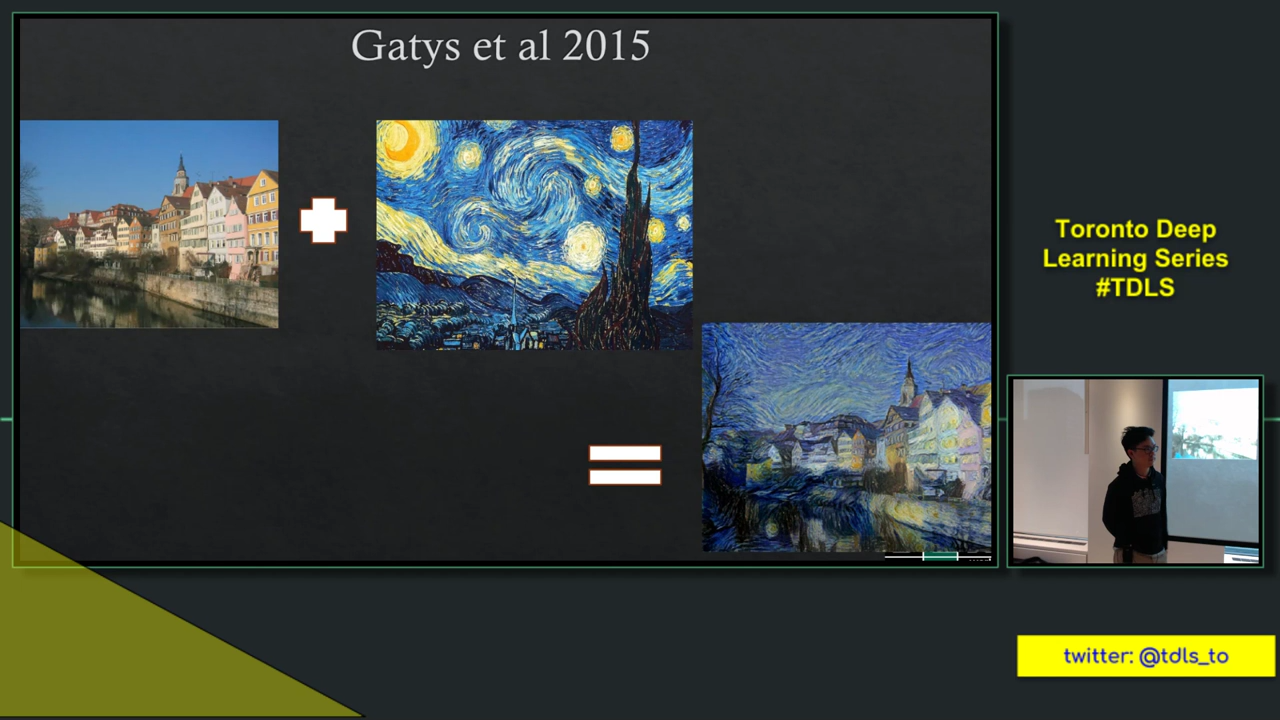 Gatys et al 2015
Toronto Deep
Learning Series
#TDLS
twitter: @tdls_to